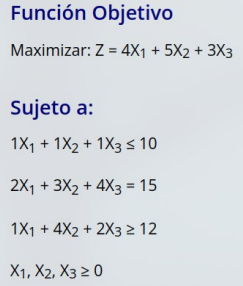 Función Objetivo
Maximizar: Z = 4X₁ + 5X₂ + 3X₃
Sujeto a:
1X₁ + 1X₂ + 1X₃ ≤ 10
2X₁ + 3X₂ + 4X₃ = 15
1X₁ + 4X₂ + 2X₃ ≥ 12
X₁, X₂, X₃ ≥ 0